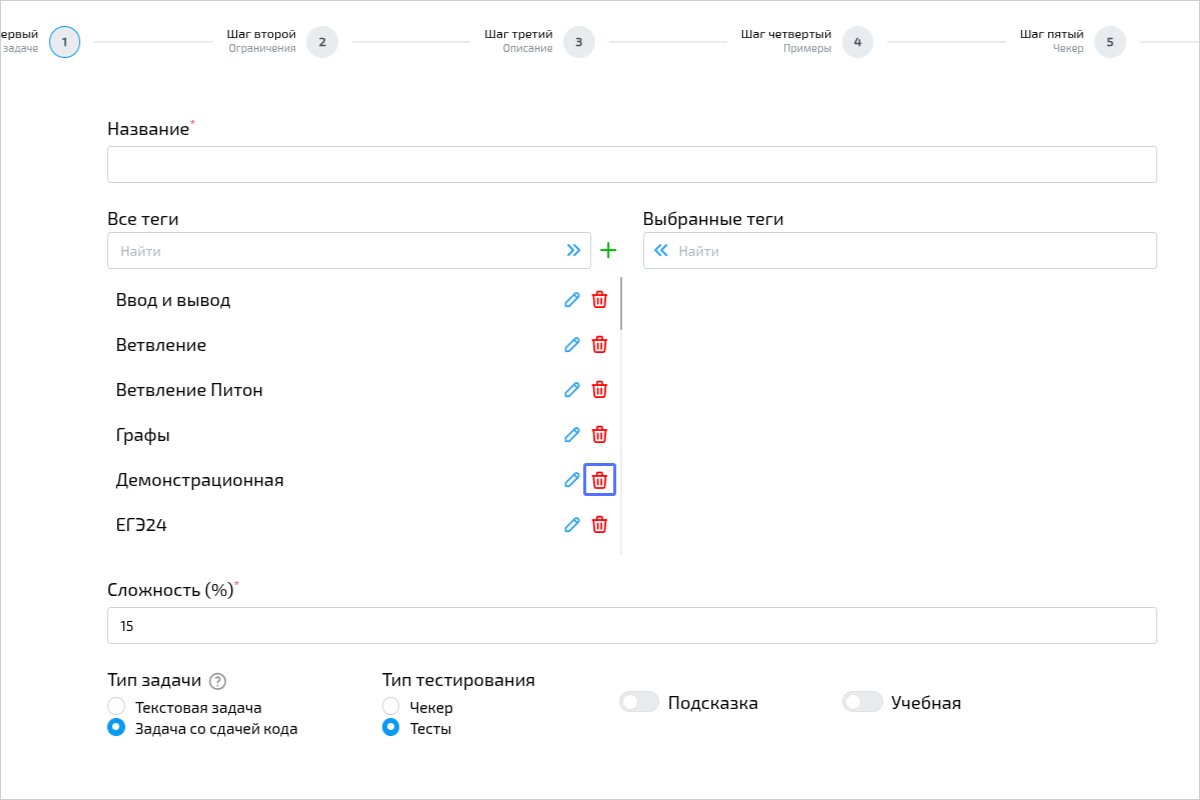 ервый
задаче
1
Шаг второй
Ограничения
2
Шаг третий
Описание
3
Шаг четвертый
Примеры
4
Шаг пятый
Чекер
5
Название*
Все теги
Выбранные теги
Найти
Найти
Ввод и вывод
Ветвление
Ветвление Питон
Графы
Демонстрационная
ЕГЭ24
Сложность (%)*
15
Тип задачи ?
Текстовая задача
Задача со сдачей кода
Тип тестирования
Чекер
Тесты
Подсказка
Учебная